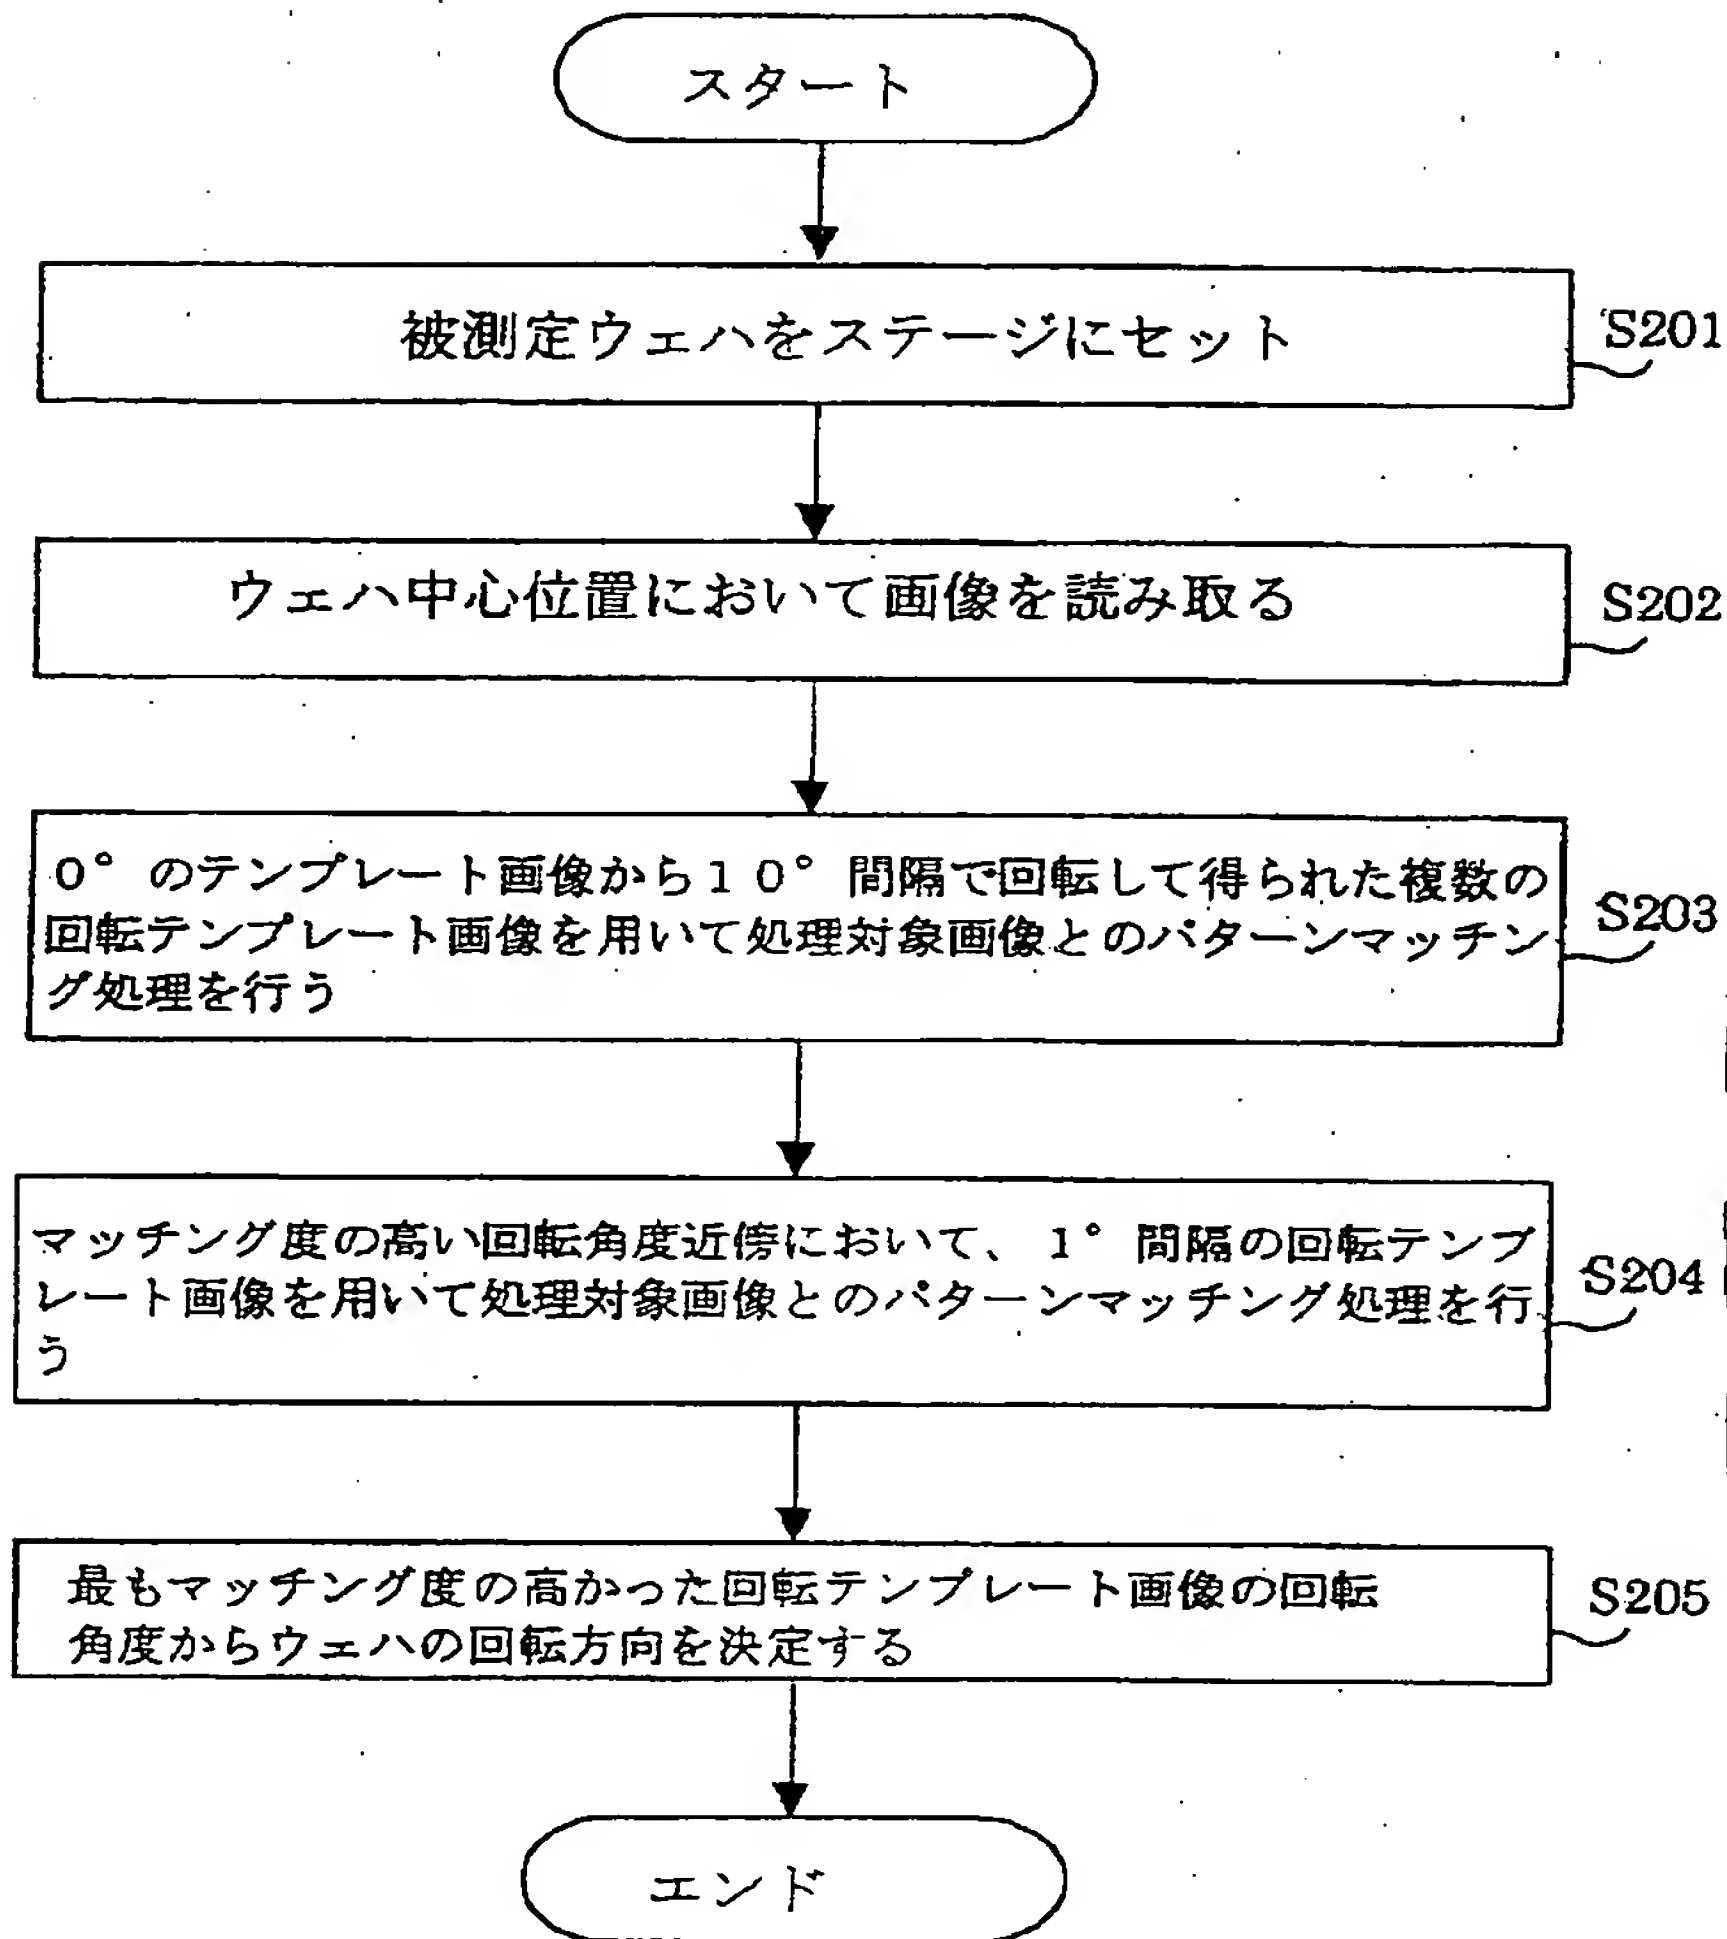 スタート
被測定ウェハをステージにセット
S201
ウェハ中心位置において画像を読み取る
S202
0°のテンプレート画像から10°間隔で回転して得られた複数の
回転テンプレート画像を用いて処理対象画像とのパターンマッチン
グ処理を行う
S203
マッチング度の高い回転角度近傍において、1°間隔の回転テンプ
レート画像を用いて処理対象画像とのパターンマッチング処理を行
う
S204
最もマッチング度の高かった回転テンプレート画像の回転
角度からウェハの回転方向を決定する
S205
エンド